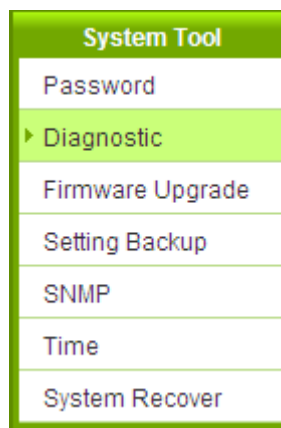 System Tool
Password
Diagnostic
Firmware Upgrade
Setting Backup
SNMP
Time
System Recover